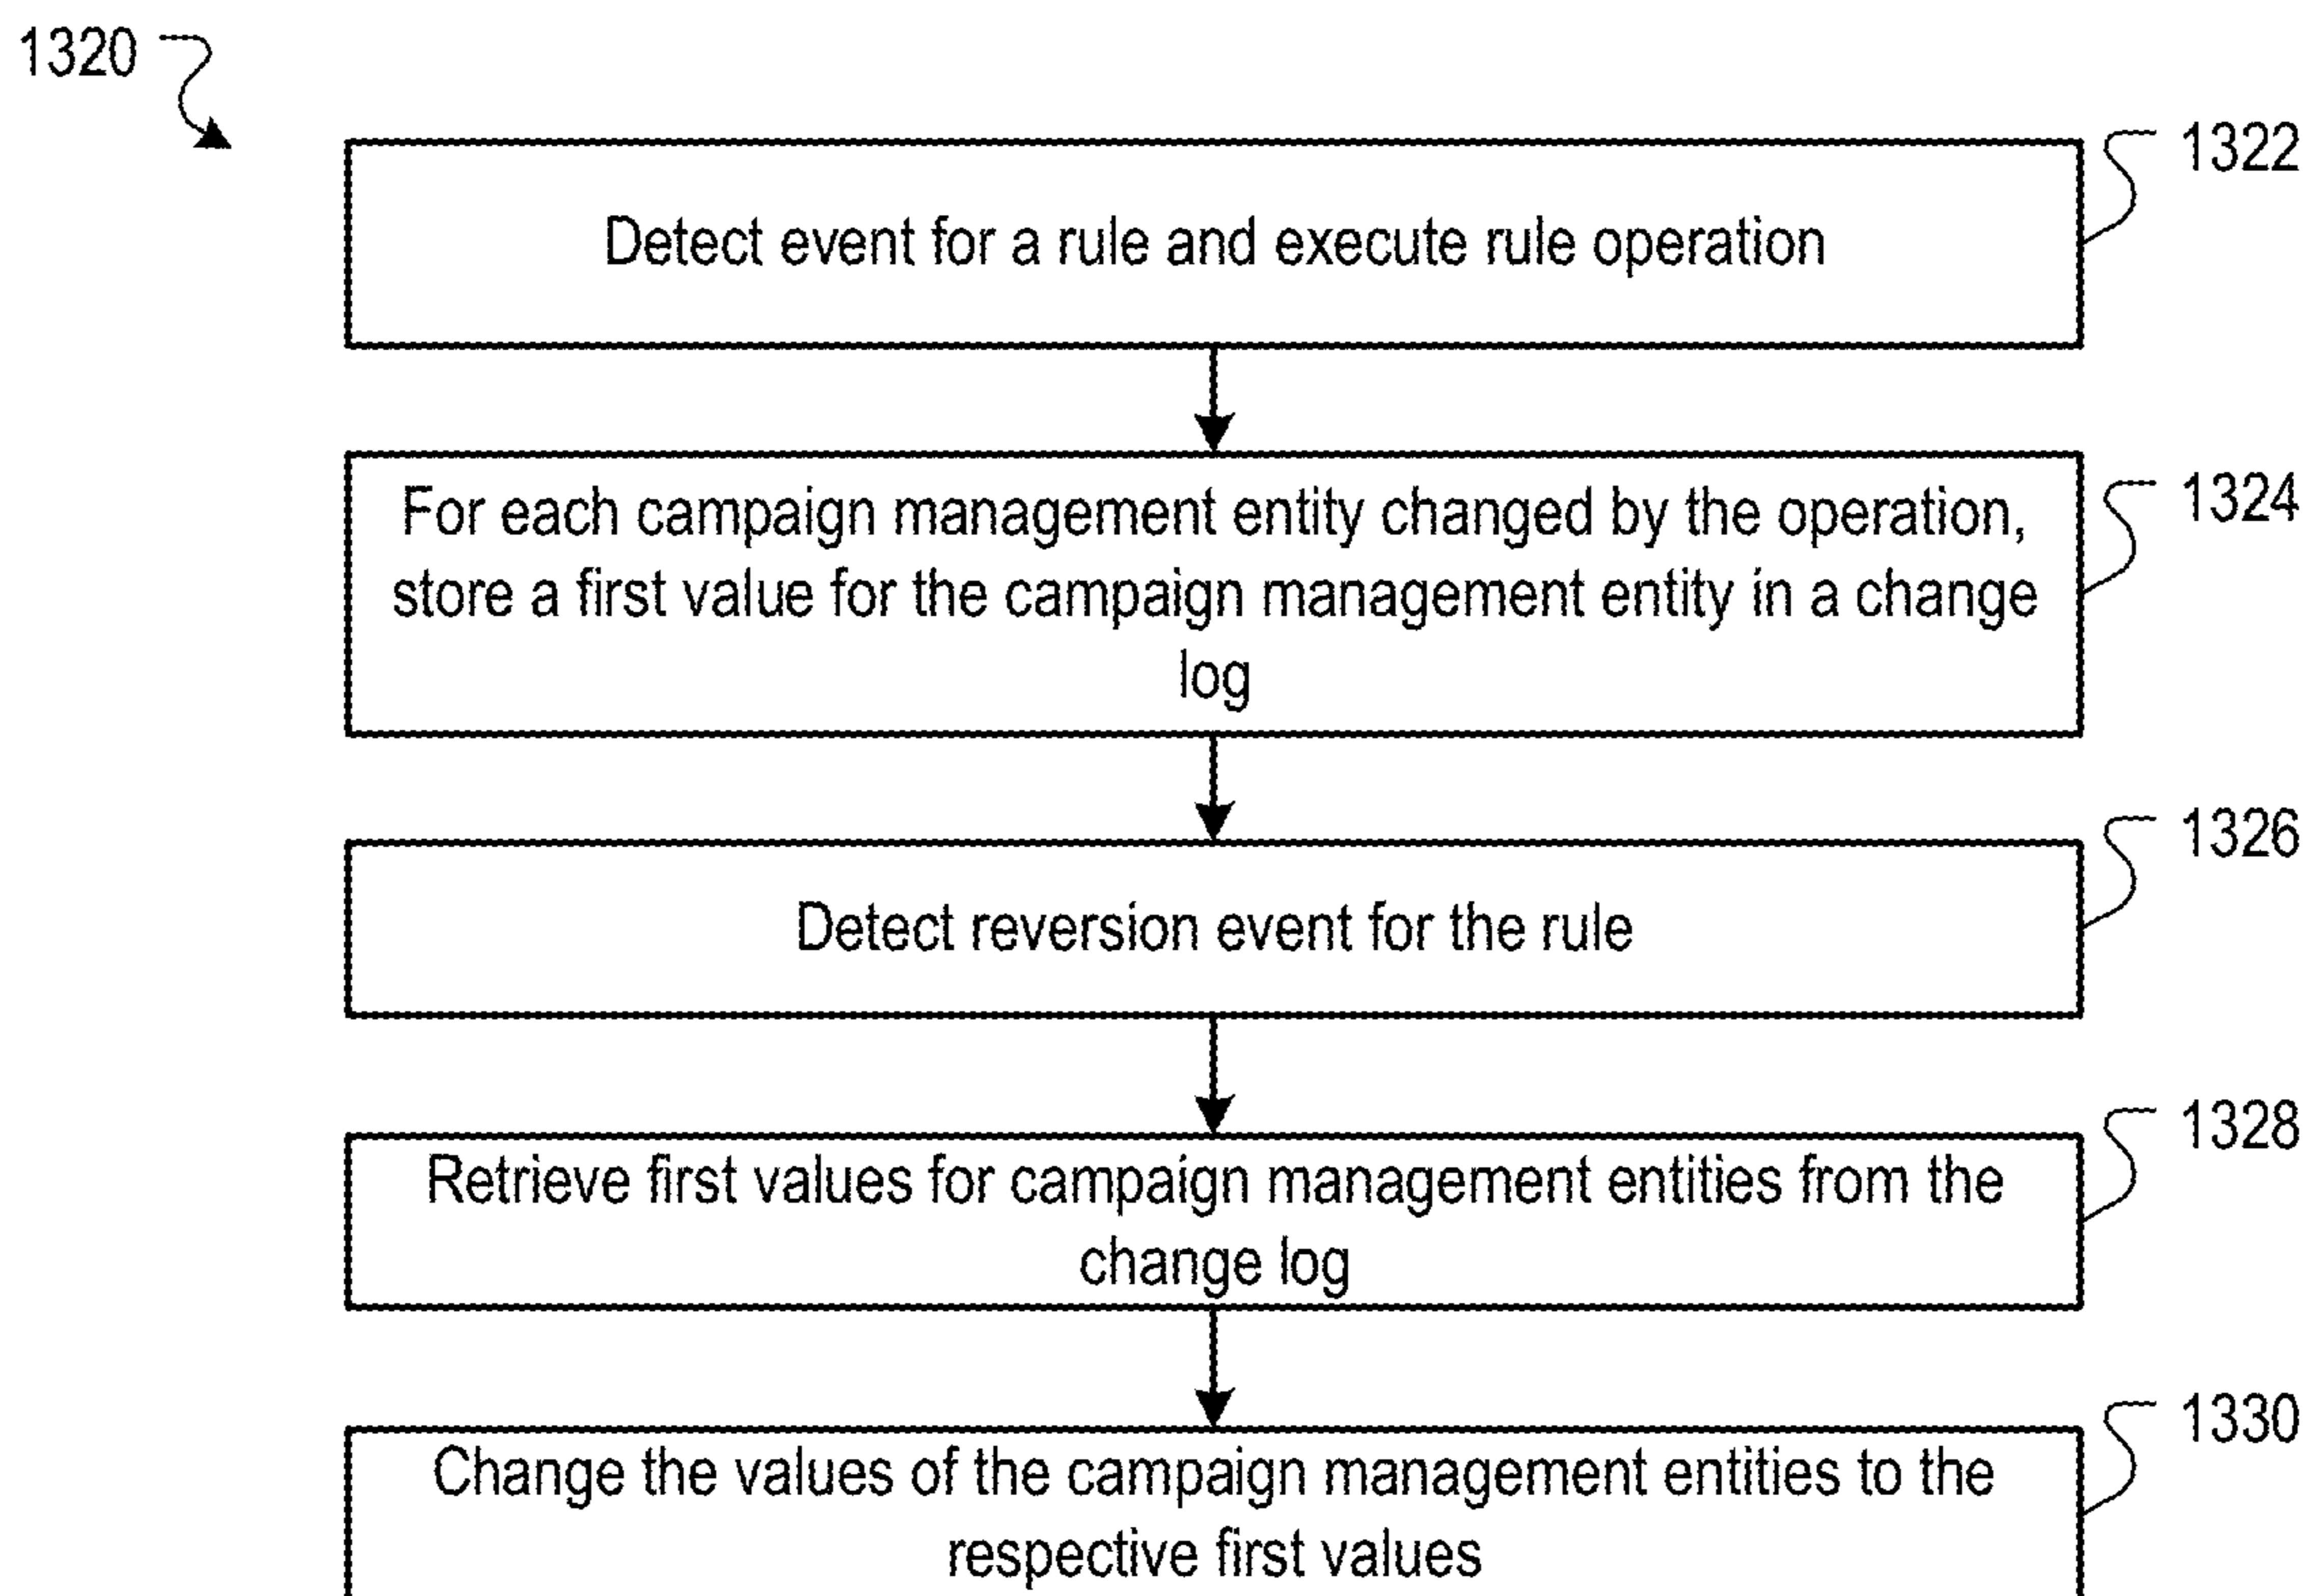 1320
1322
Detect event for a rule and execute rule operation
1324
For each campaign management entity changed by the operation,
store a first value for the campaign management entity in a change
log
1326
Detect reversion event for the rule
1328
Retrieve first values for campaign management entities from the
change log
1330
Change the values of the campaign management entities to the
respective first values